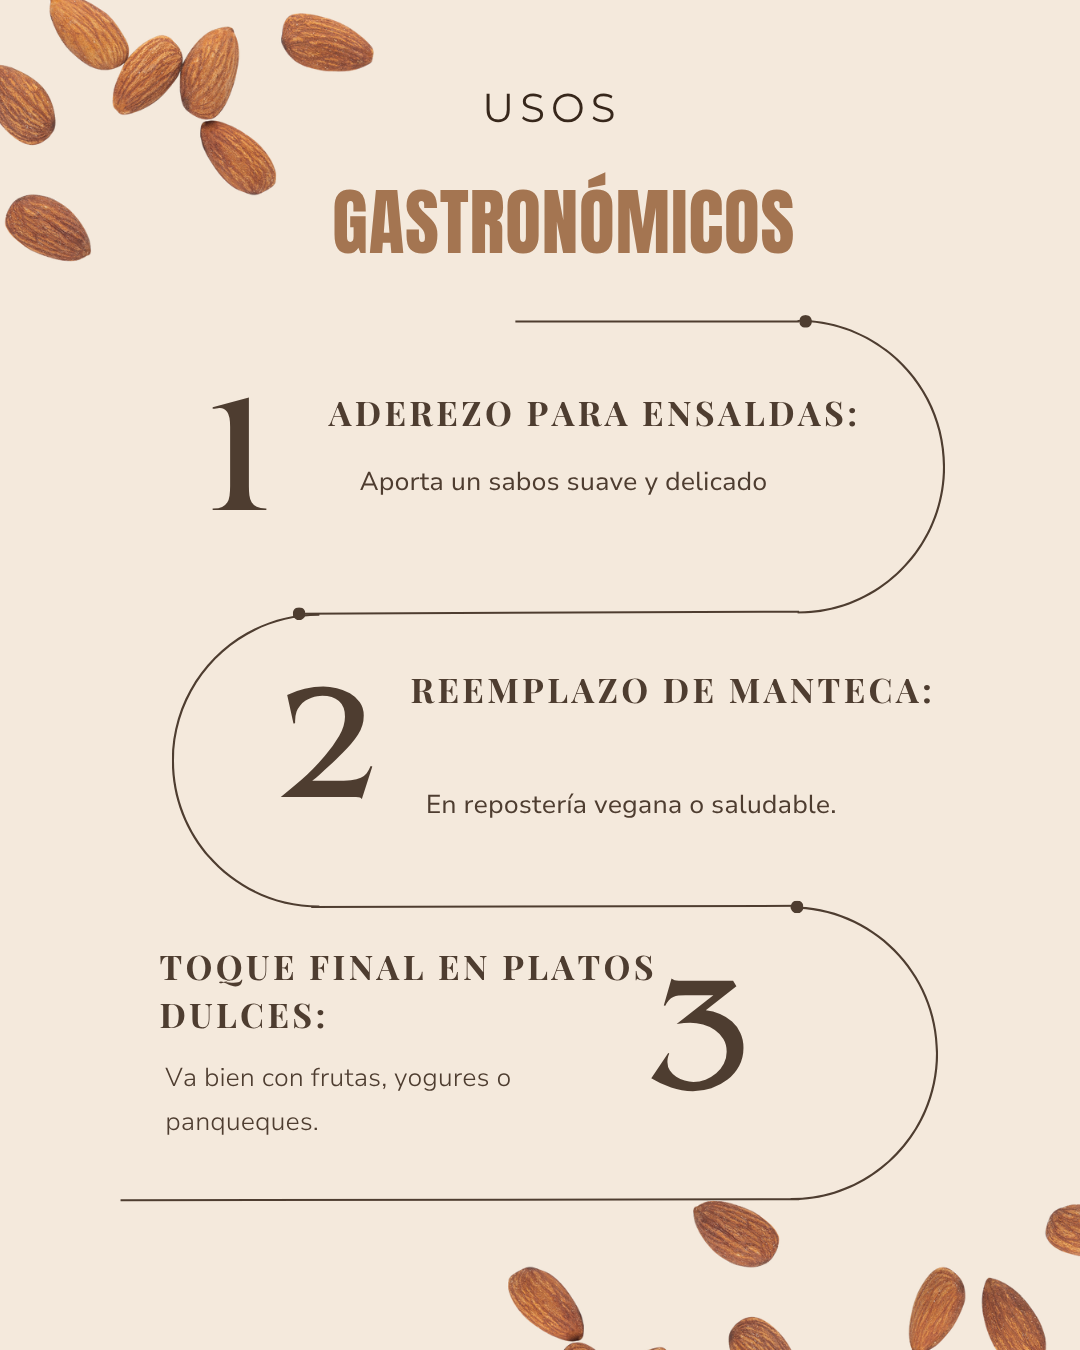 USOS
GASTRONÓMICOS
1
ADEREZO PARA ENSALDAS:
Aporta un sabos suave y delicado
2
REEMPLAZO DE MANTECA:
En repostería vegana o saludable.
TOQUE FINAL EN PLATOS
DULCES:
3
Va bien con frutas, yogures o
panqueques.